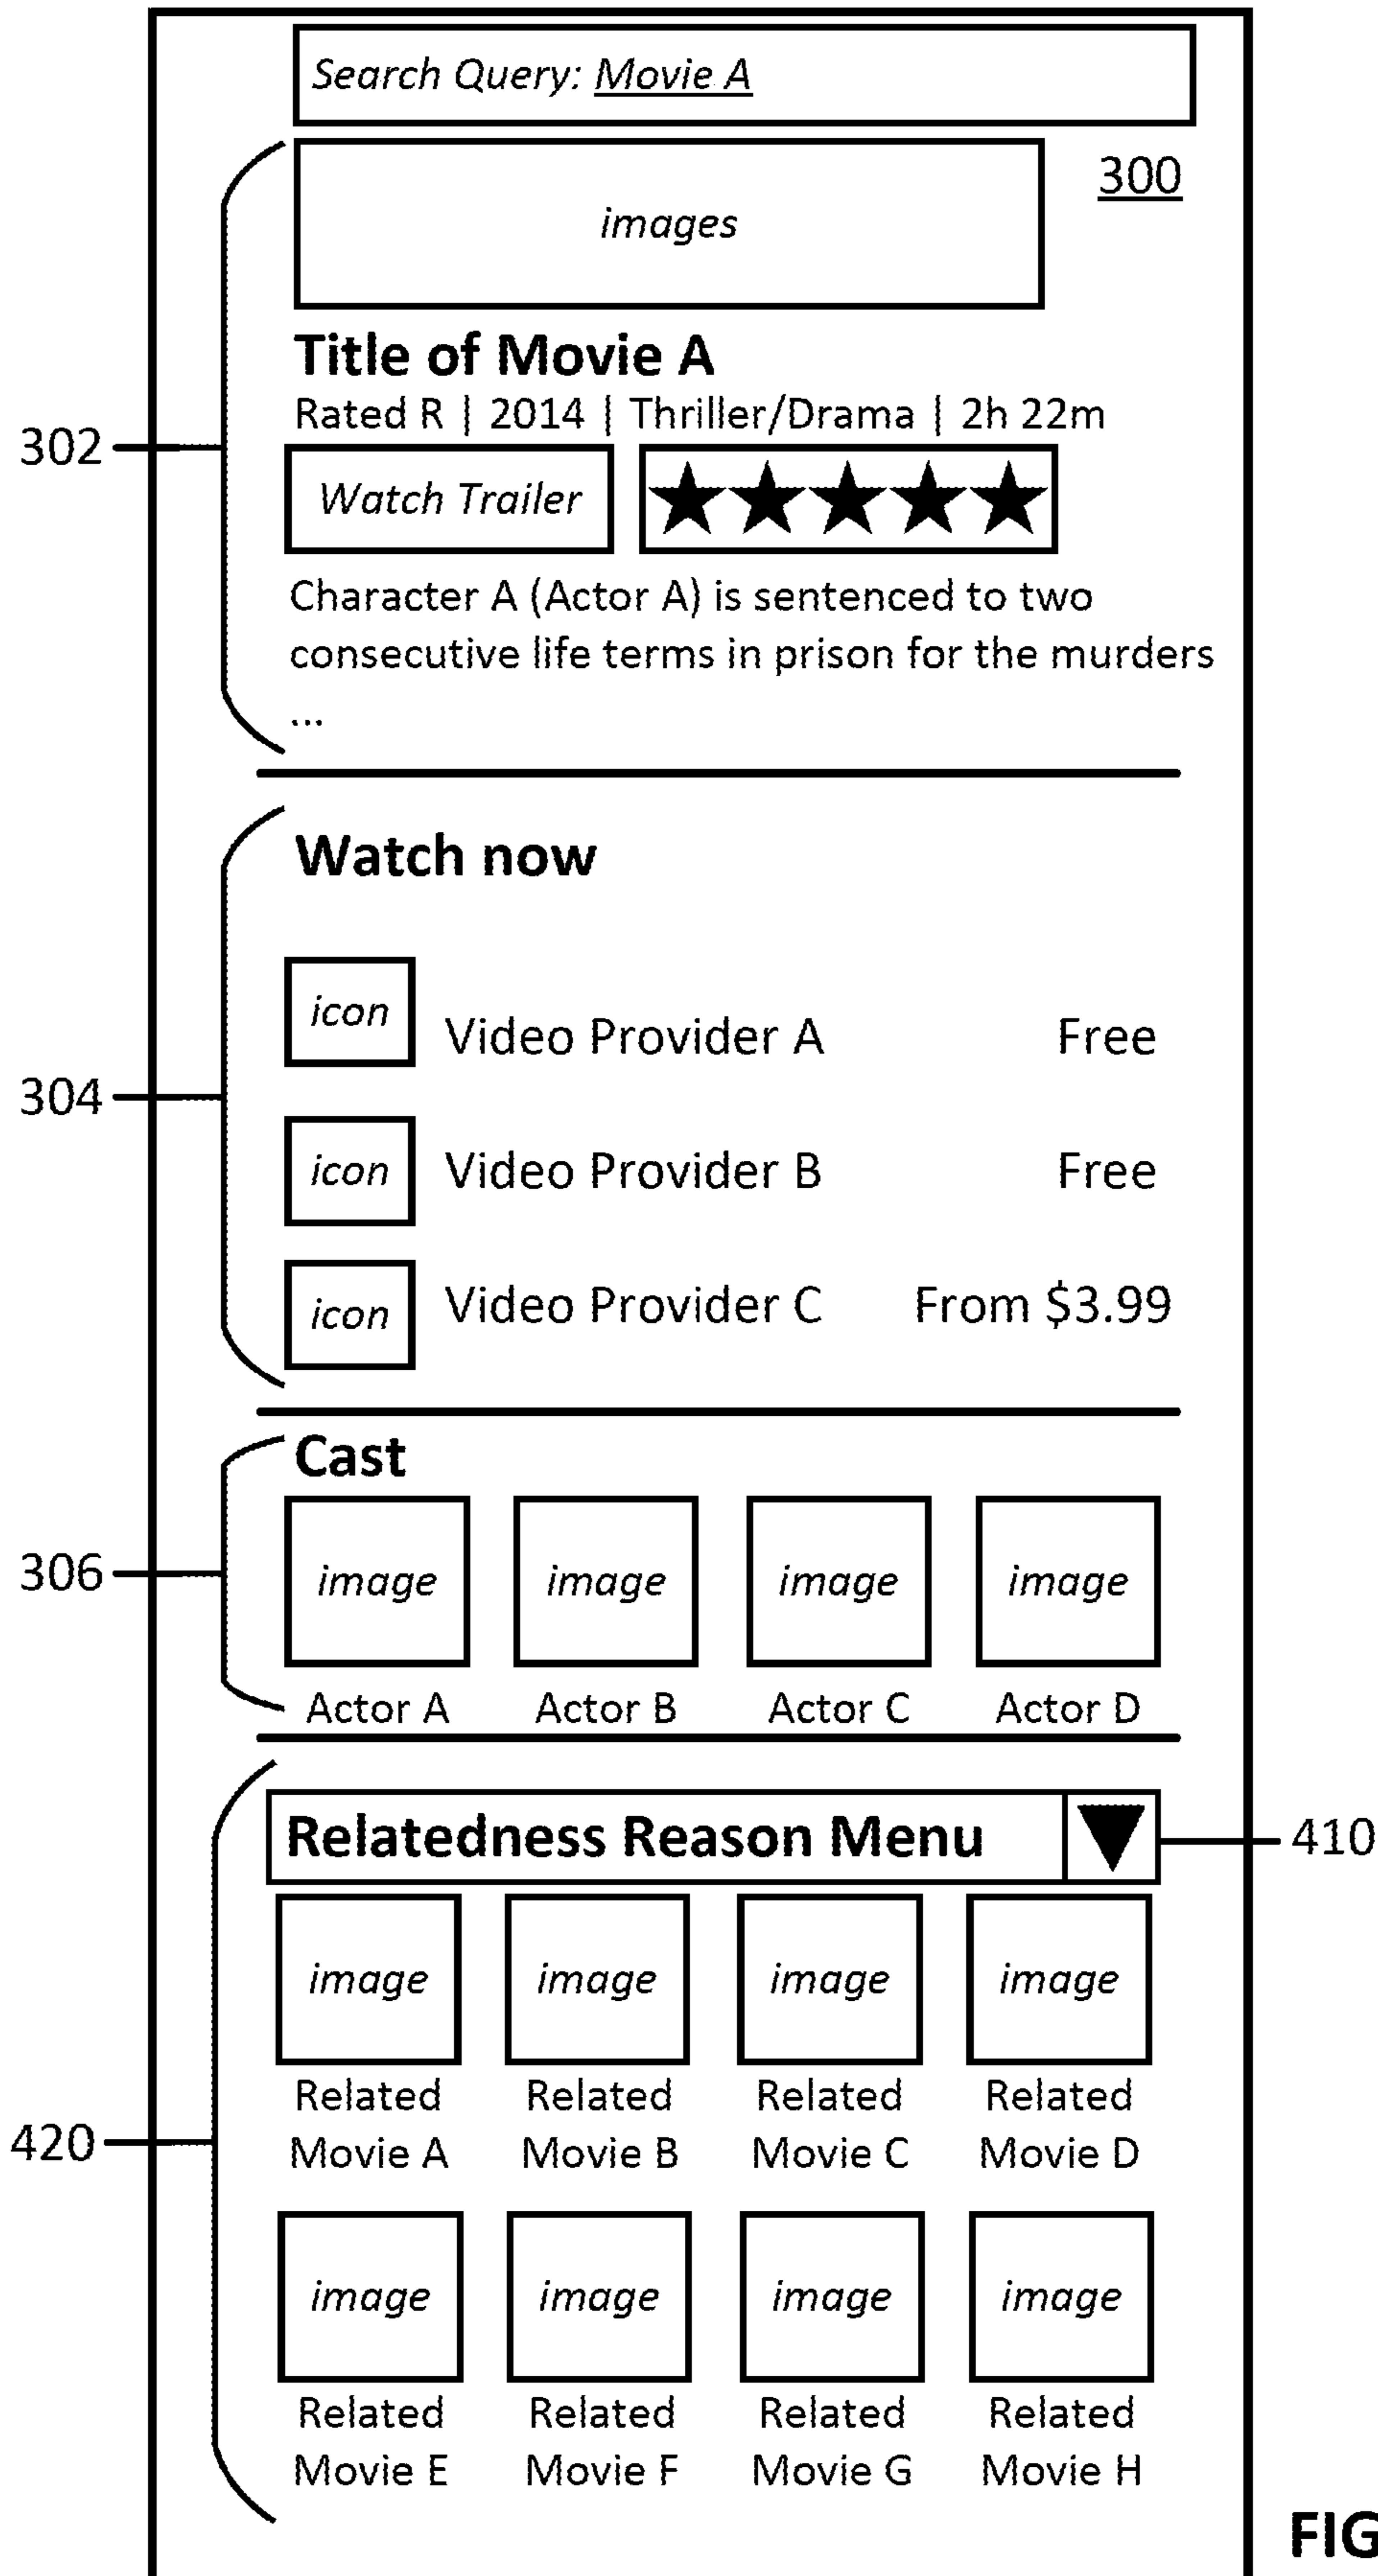 Search Query: Movie A
300
images
Title of Movie A
Rated R | 2014 | Thriller/Drama | 2h 22m
302
Watch Trailer
Character A (Actor A) is sentenced to two
consecutive life terms in prison for the murders
...
Watch now
icon Video Provider A Free
304
icon Video Provider B Free
icon Video Provider C From $3.99
Cast
306
image image image image
Actor A Actor B Actor C Actor D
Relatedness Reason Menu
410
image image image image
Related Related Related Related
Movie A Movie B Movie C Movie D
420
image image image image
Related Related Related Related
Movie E Movie F Movie G Movie H
FIG